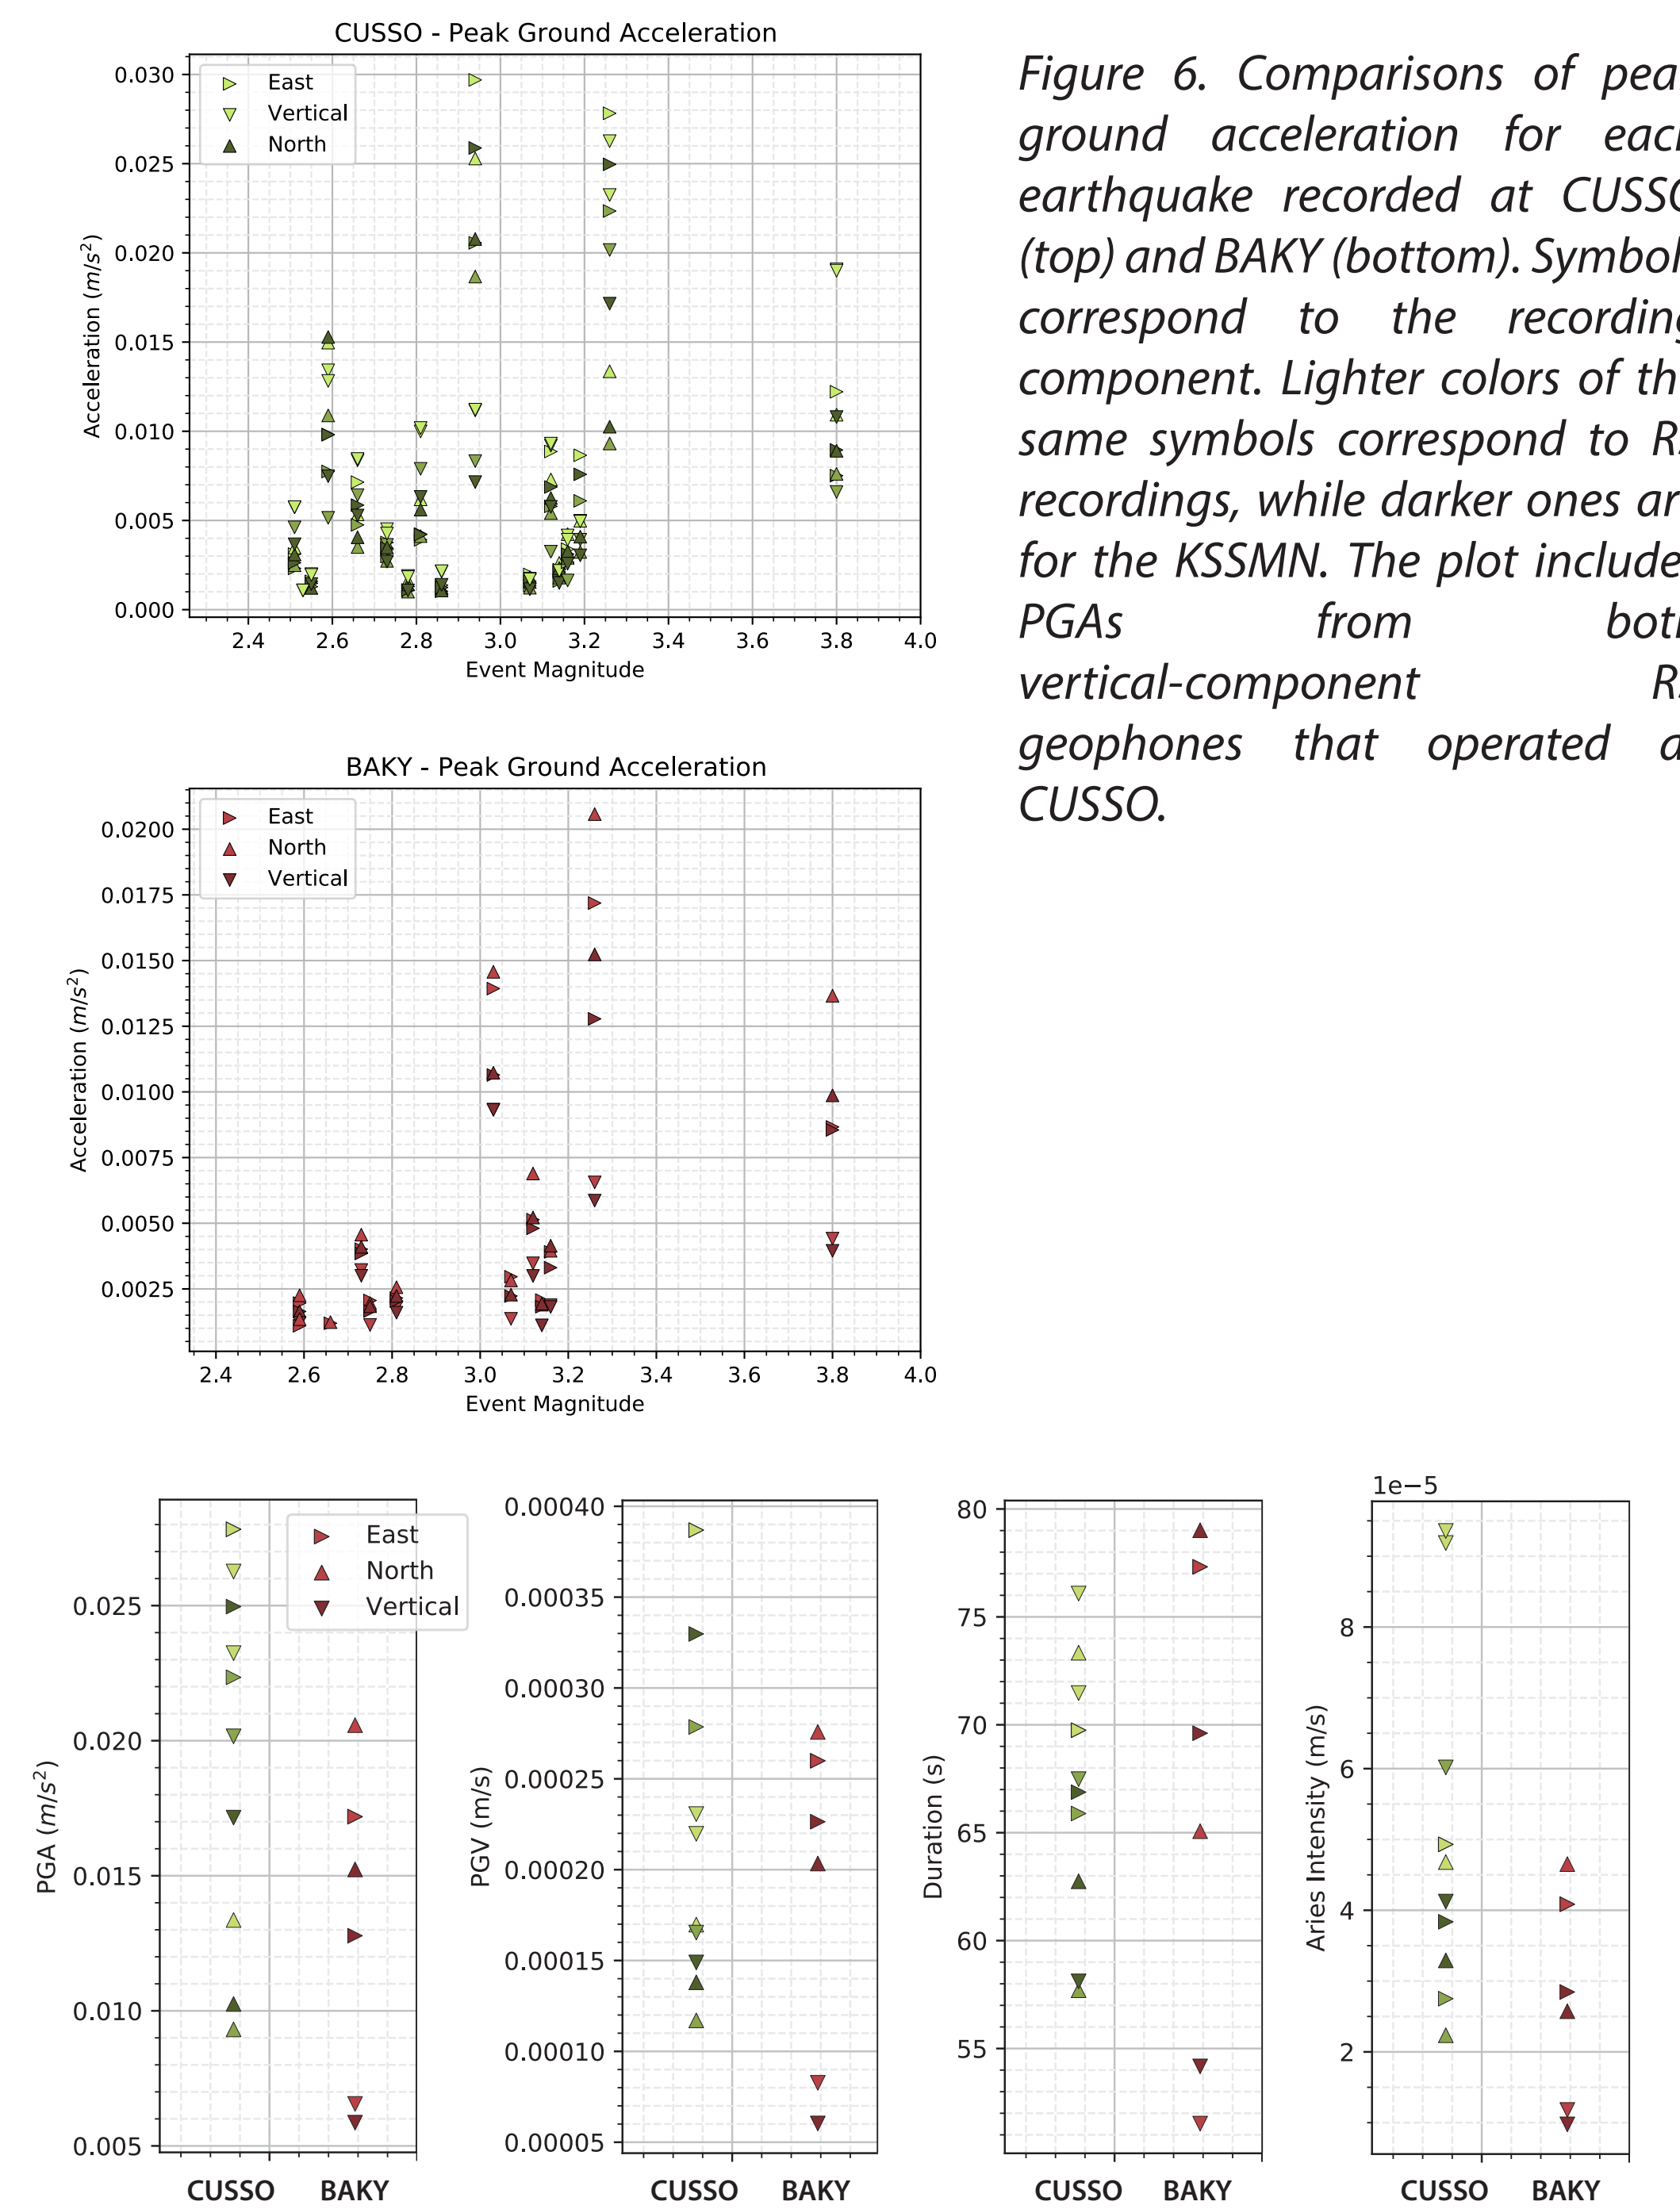 CUSSO - Peak Ground Acceleration
East
Vertical
North
0.030
0.025
0.020
0.015
0.010
0.005
0.000
Acceleration (m/s²)
2.4 2.6 2.8 3.0 3.2 3.4 3.6 3.8 4.0
Event Magnitude
Figure 6. Comparisons of pea
ground acceleration for eac
earthquake recorded at CUSSO
(top) and BAKY (bottom). Symbol
correspond to the recording
component. Lighter colors of th
same symbols correspond to R
recordings, while darker ones ar
for the KSSMN. The plot include
PGAs from bot
vertical-component R
geophones that operated a
CUSSO.
BAKY - Peak Ground Acceleration
East
North
Vertical
0.0200
0.0175
0.0150
0.0125
0.0100
0.0075
0.0050
0.0025
Acceleration (m/s²)
2.4 2.6 2.8 3.0 3.2 3.4 3.6 3.8 4.0
Event Magnitude
East
North
Vertical
0.025
0.020
0.015
0.010
0.005
PGA (m/s²)
CUSSO BAKY
0.00040
0.00035
0.00030
0.00025
0.00020
0.00015
0.00010
0.00005
PGV (m/s)
CUSSO BAKY
80
75
70
65
60
55
Duration (s)
CUSSO BAKY
1e−5
8
6
4
2
Aries Intensity (m/s)
CUSSO BAKY